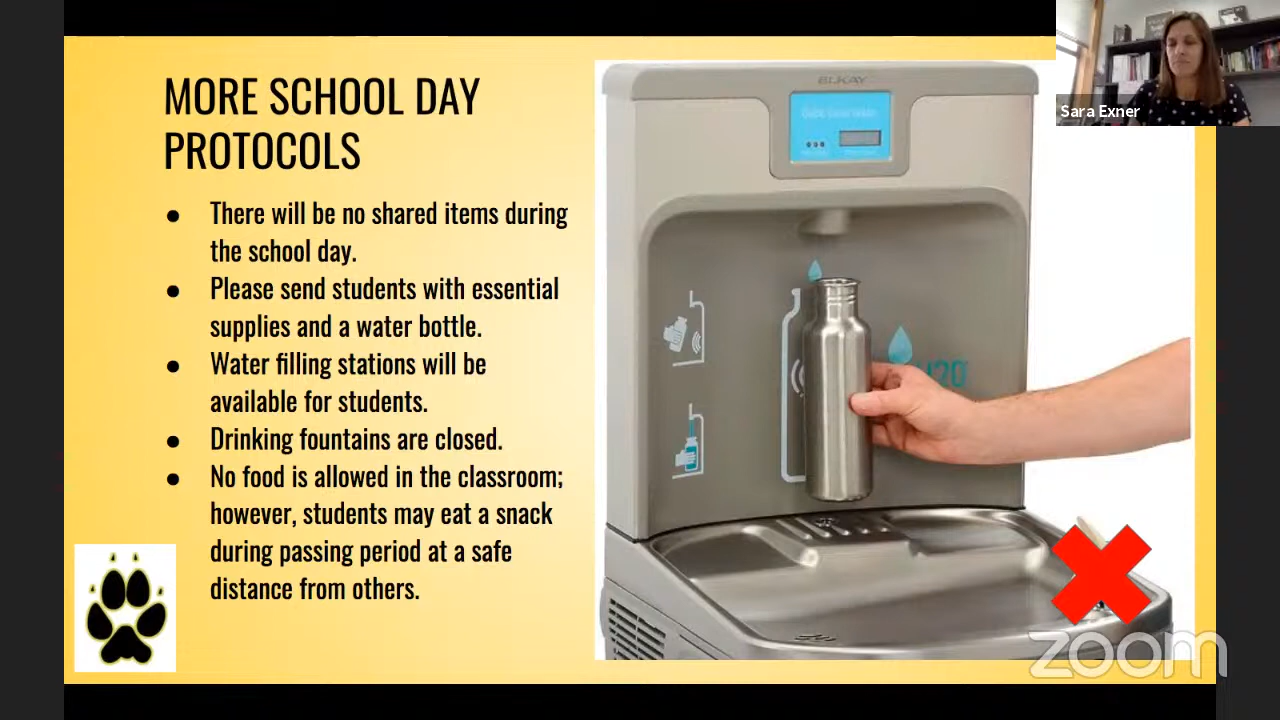 MORE SCHOOL DAY
PROTOCOLS
● There will be no shared items during
the school day.
● Please send students with essential
supplies and a water bottle.
● Water filling stations will be
available for students.
● Drinking fountains are closed.
● No food is allowed in the classroom;
however, students may eat a snack
during passing period at a safe
distance from others.
ELKAY
H2O
Sara Exner
zoom